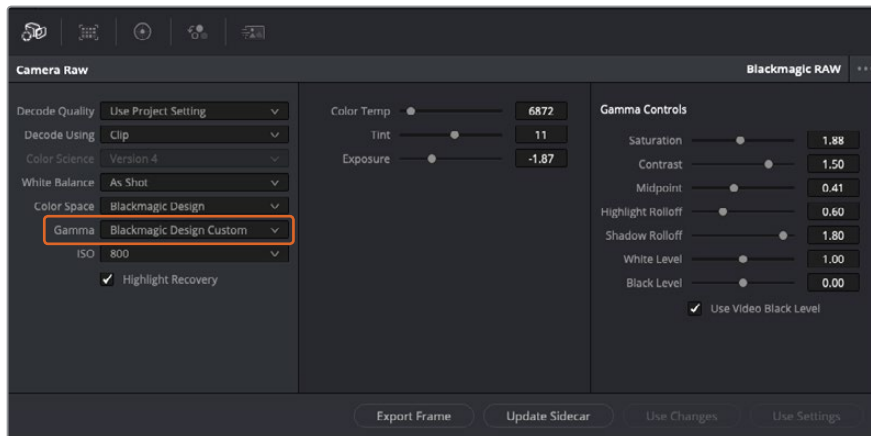 Camera Raw
Blackmagic RAW
Decode Quality Use Project Setting
Decode Using Clip
Color Science Version 4
White Balance As Shot
Color Space Blackmagic Design
Gamma Blackmagic Design Custom
ISO 800
Highlight Recovery
Color Temp 6872
Tint 11
Exposure -1.87
Gamma Controls
Saturation 1.88
Contrast 1.50
Midpoint 0.41
Highlight Rolloff 0.60
Shadow Rolloff 1.80
White Level 1.00
Black Level 0.00
Use Video Black Level
Export Frame Update Sidecar Use Changes Use Settings